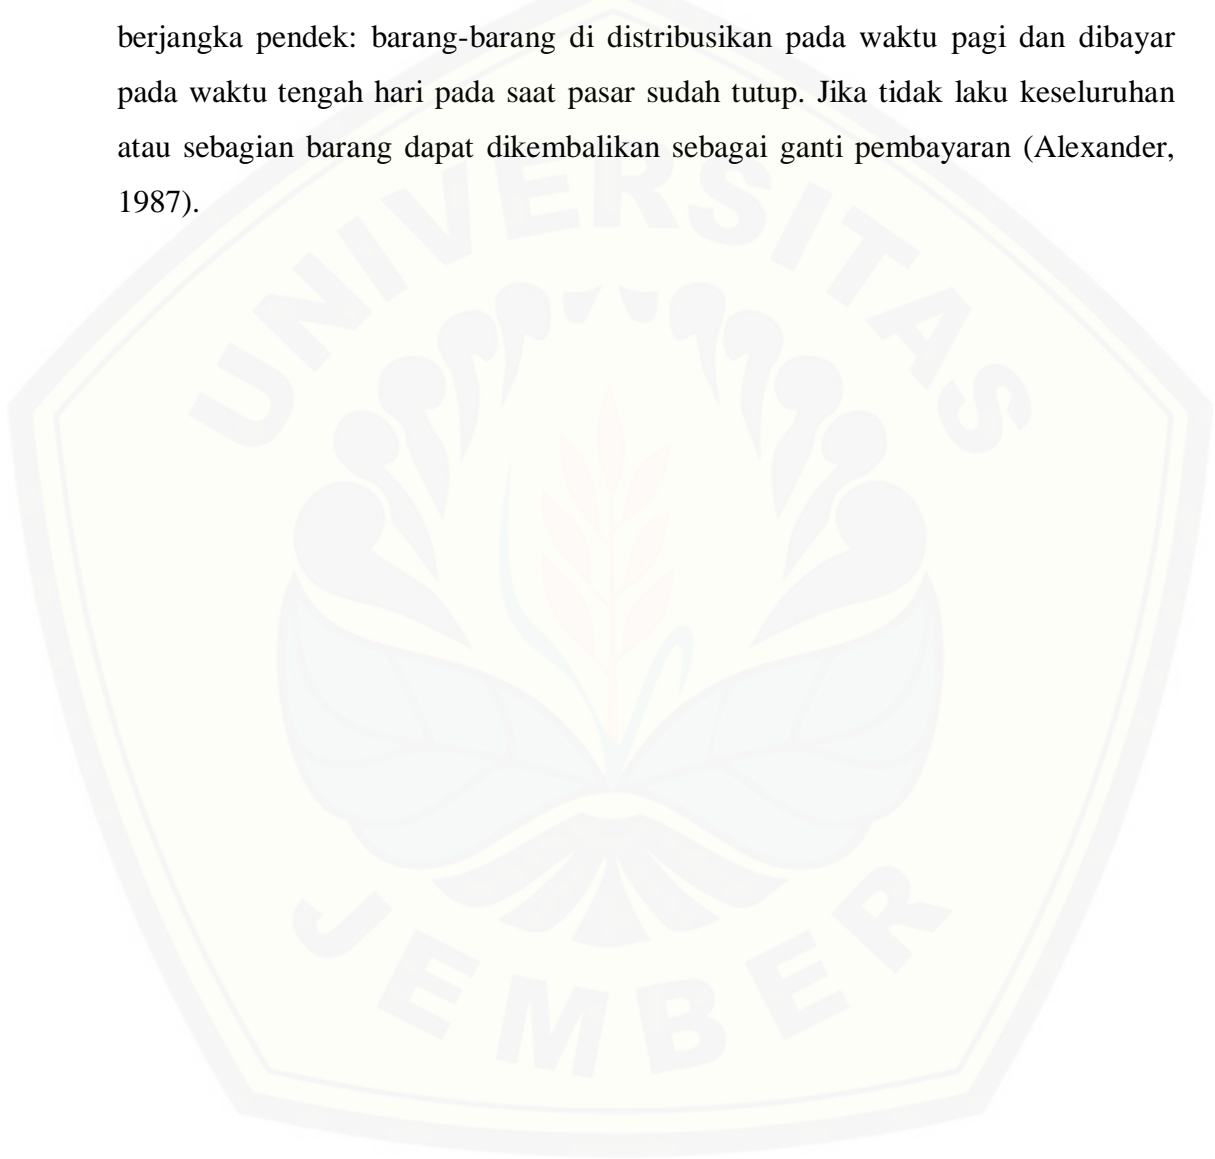 berjangka pendek: barang-barang di distribusikan pada waktu pagi dan dibayar
pada waktu tengah hari pada saat pasar sudah tutup. Jika tidak laku keseluruhan
atau sebagian barang dapat dikembalikan sebagai ganti pembayaran (Alexander,
1987).
UNIVERSITAS
JEMBER